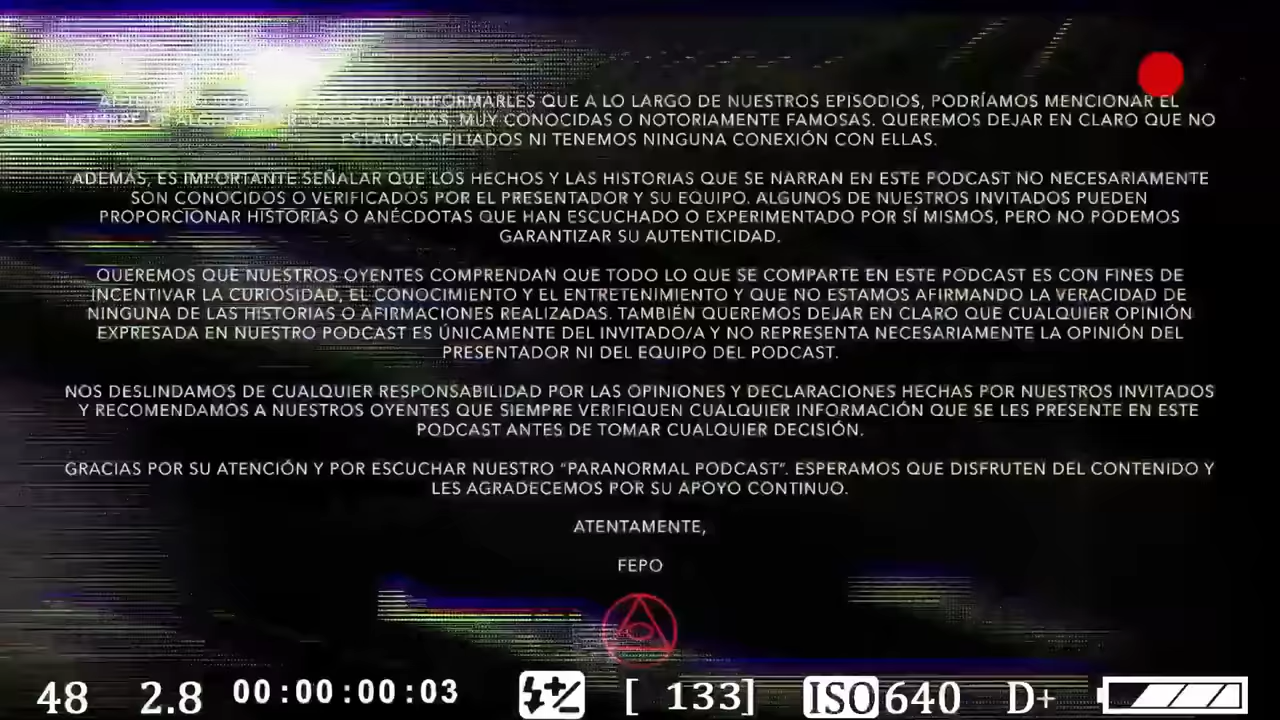 INFORMARLES QUE A LO LARGO DE NUESTROS EPISODIOS, PODRÍAMOS MENCIONAR EL
MUY CONOCIDAS O NOTORIAMENTE FAMOSAS. QUEREMOS DEJAR EN CLARO QUE NO
ESTAMOS AFILIADOS NI TENEMOS NINGUNA CONEXIÓN CON ELLAS.
ADEMÁS, ES IMPORTANTE SEÑALAR QUE LOS HECHOS Y LAS HISTORIAS QUE SE NARRAN EN ESTE PODCAST NO NECESARIAMENTE
SON CONOCIDOS O VERIFICADOS POR EL PRESENTADOR Y SU EQUIPO. ALGUNOS DE NUESTROS INVITADOS PUEDEN
PROPORCIONAR HISTORIAS O ANÉCDOTAS QUE HAN ESCUCHADO O EXPERIMENTADO POR SÍ MISMOS, PERO NO PODEMOS
GARANTIZAR SU AUTENTICIDAD.
QUEREMOS QUE NUESTROS OYENTES COMPRENDAN QUE TODO LO QUE SE COMPARTE EN ESTE PODCAST ES CON FINES DE
INCENTIVAR LA CURIOSIDAD, EL CONOCIMIENTO Y EL ENTRETENIMIENTO Y QUE NO ESTAMOS AFIRMANDO LA VERACIDAD DE
NINGUNA DE LAS HISTORIAS O AFIRMACIONES REALIZADAS. TAMBIÉN QUEREMOS DEJAR EN CLARO QUE CUALQUIER OPINIÓN
EXPRESADA EN NUESTRO PODCAST ES ÚNICAMENTE DEL INVITADO/A Y NO REPRESENTA NECESARIAMENTE LA OPINIÓN DEL
PRESENTADOR NI DEL EQUIPO DEL PODCAST.
NOS DESLINDAMOS DE CUALQUIER RESPONSABILIDAD POR LAS OPINIONES Y DECLARACIONES HECHAS POR NUESTROS INVITADOS
Y RECOMENDAMOS A NUESTROS OYENTES QUE SIEMPRE VERIFIQUEN CUALQUIER INFORMACIÓN QUE SE LES PRESENTE EN ESTE
PODCAST ANTES DE TOMAR CUALQUIER DECISIÓN.
GRACIAS POR SU ATENCIÓN Y POR ESCUCHAR NUESTRO “PARANORMAL PODCAST”. ESPERAMOS QUE DISFRUTEN DEL CONTENIDO Y
LES AGRADECEMOS POR SU APOYO CONTINUO.
ATENTAMENTE,
FEPO
48 2.8 00:00:00:03 [ 133] ISO 640 D+